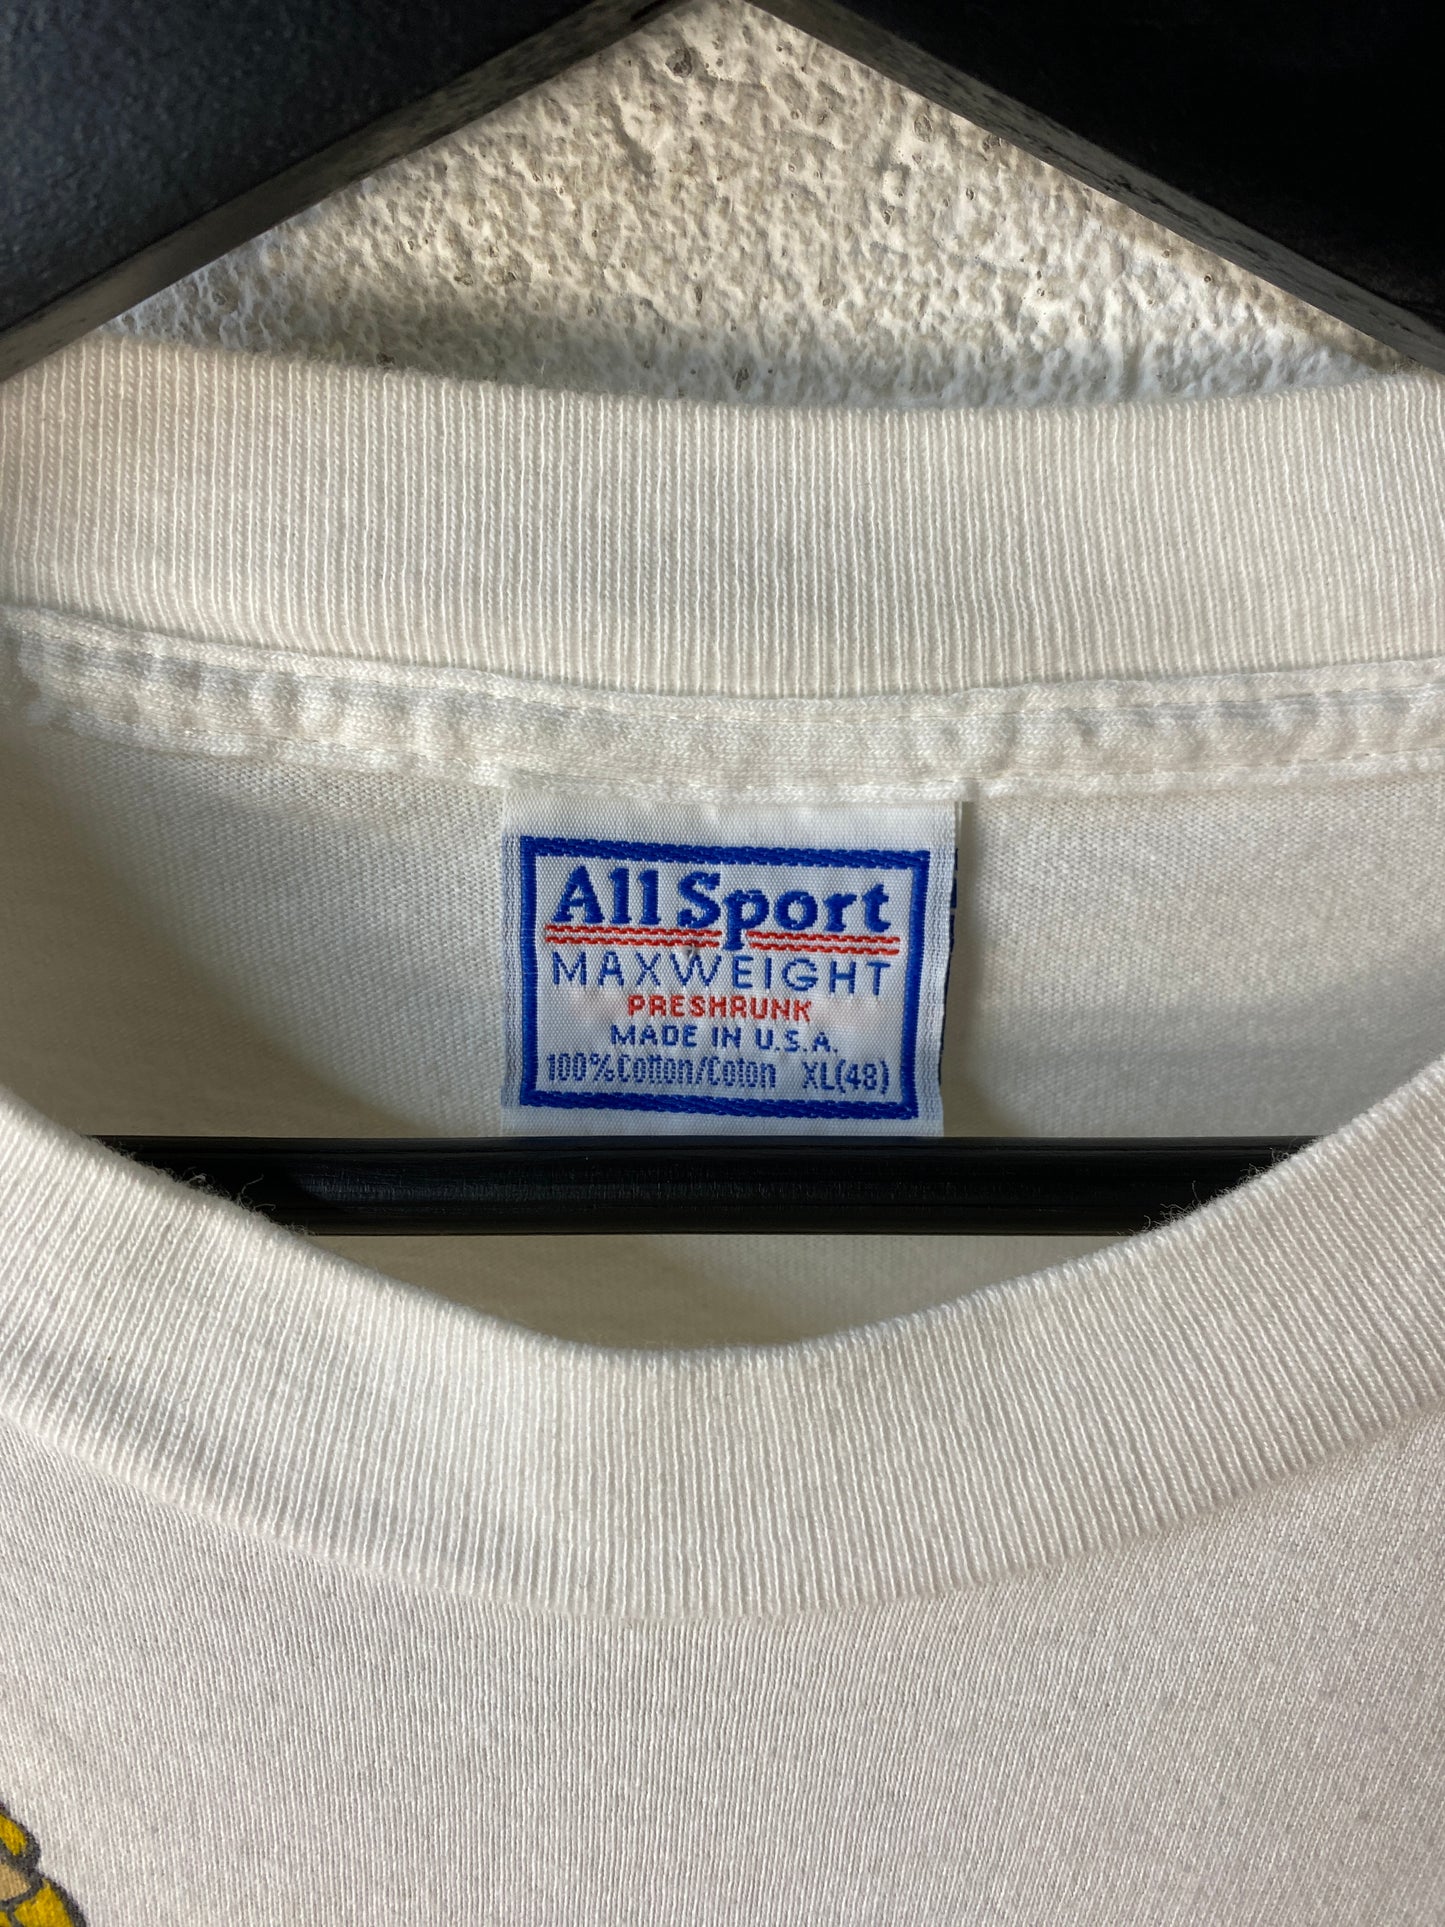 All Sport
MAXWEIGHT
PRESHRUNK
MADE IN U.S.A.
100% Cotton/Coton XL(48)